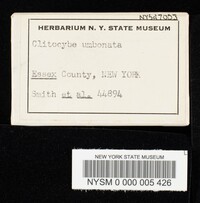 NYSf7003
HERBARIUM N. Y. STATE MUSEUM
Clitocybe umbonata
Essex County, NEW YORK
Smith et al. 44894
NEW YORK STATE MUSEUM
NYSM 0 000 005 426